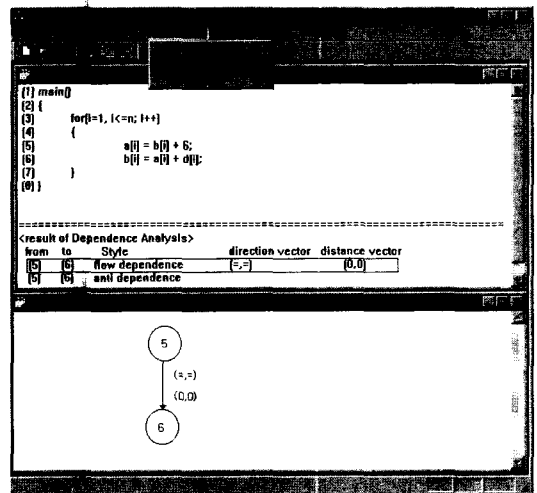 [1] main()
[2] {
[3] for(i=1, i<=n; i++)
[4] {
[5] a[i] = b[i] + 6;
[6] b[i] = a[i] + d[i];
[7] }
[8] }
<result of Dependence Analysis>
from to Style direction vector distance vector
[5] [6] flow dependence (=,=) (0,0)
[5] [6] anti dependence
5
(=,=)
(0,0)
6